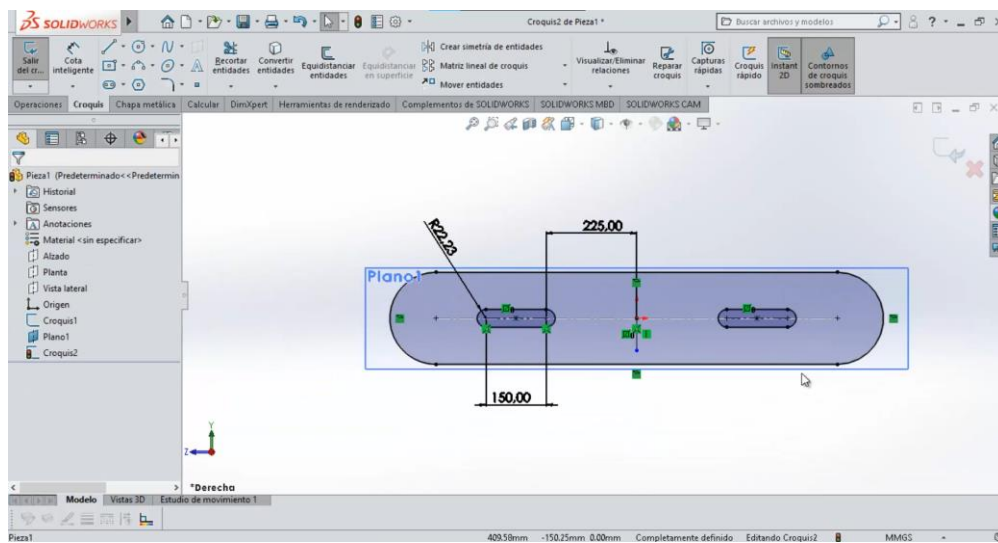 SOLIDWORKS
Croquis2 de Pieza1 *
Buscar archivos y modelos
Salir del cr...
Cota inteligente
Recortar entidades
Convertir entidades
Equidistanciar entidades
Equidistanciar en superficie
Crear simetría de entidades
Matriz lineal de croquis
Mover entidades
Visualizar/Eliminar relaciones
Reparar croquis
Capturas rápidas
Croquis rápido
Instant 2D
Contornos de croquis sombreados
Operaciones Croquis Chapa metálica Calcular DimXpert Herramientas de renderizado Complementos de SOLIDWORKS SOLIDWORKS MBD SOLIDWORKS CAM
Pieza1 (Predeterminado<<Predetermin
Historial
Sensores
Anotaciones
Material <sin especificar>
Alzado
Planta
Vista lateral
Origen
Croquis1
Plano1
Croquis2
R22,23
225,00
Plano1
150,00
Y
Z
*Derecha
Modelo Vistas 3D Estudio de movimiento 1
Pieza1
409.58mm -150.25mm 0.00mm Completamente definido Editando Croquis2 MMGS